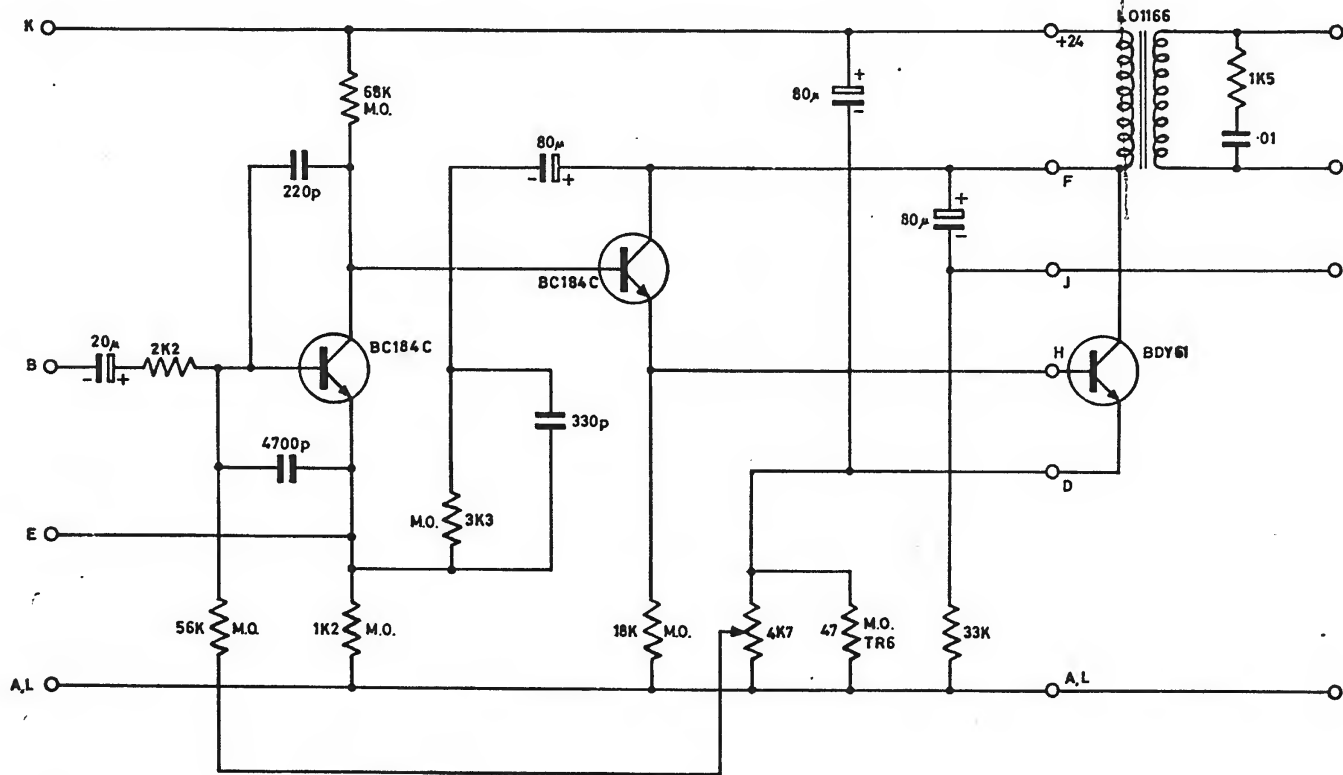 K
+24
L01166
68K
M.O.
80µ
+
-
1K5
·01
220p
80µ
-
+
F
80µ
+
-
BC184C
J
B
20µ
-
+
2K2
BC184C
H
BDY61
330p
4700p
D
M.O.
3K3
E
56K
M.O.
1K2
M.O.
18K
M.O.
4K7
47
M.O.
TR6
33K
A,L
A,L